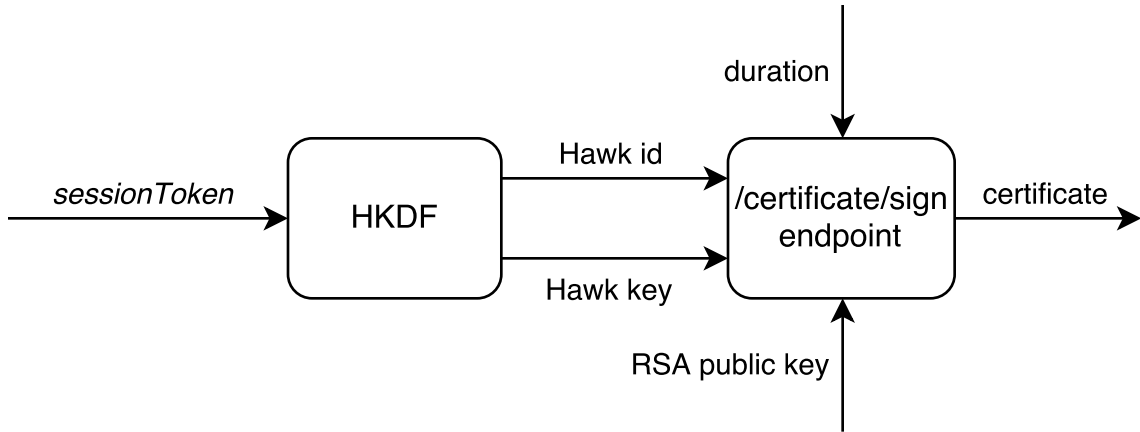 duration
Hawk id
sessionToken
HKDF
/certificate/sign
endpoint
certificate
Hawk key
RSA public key